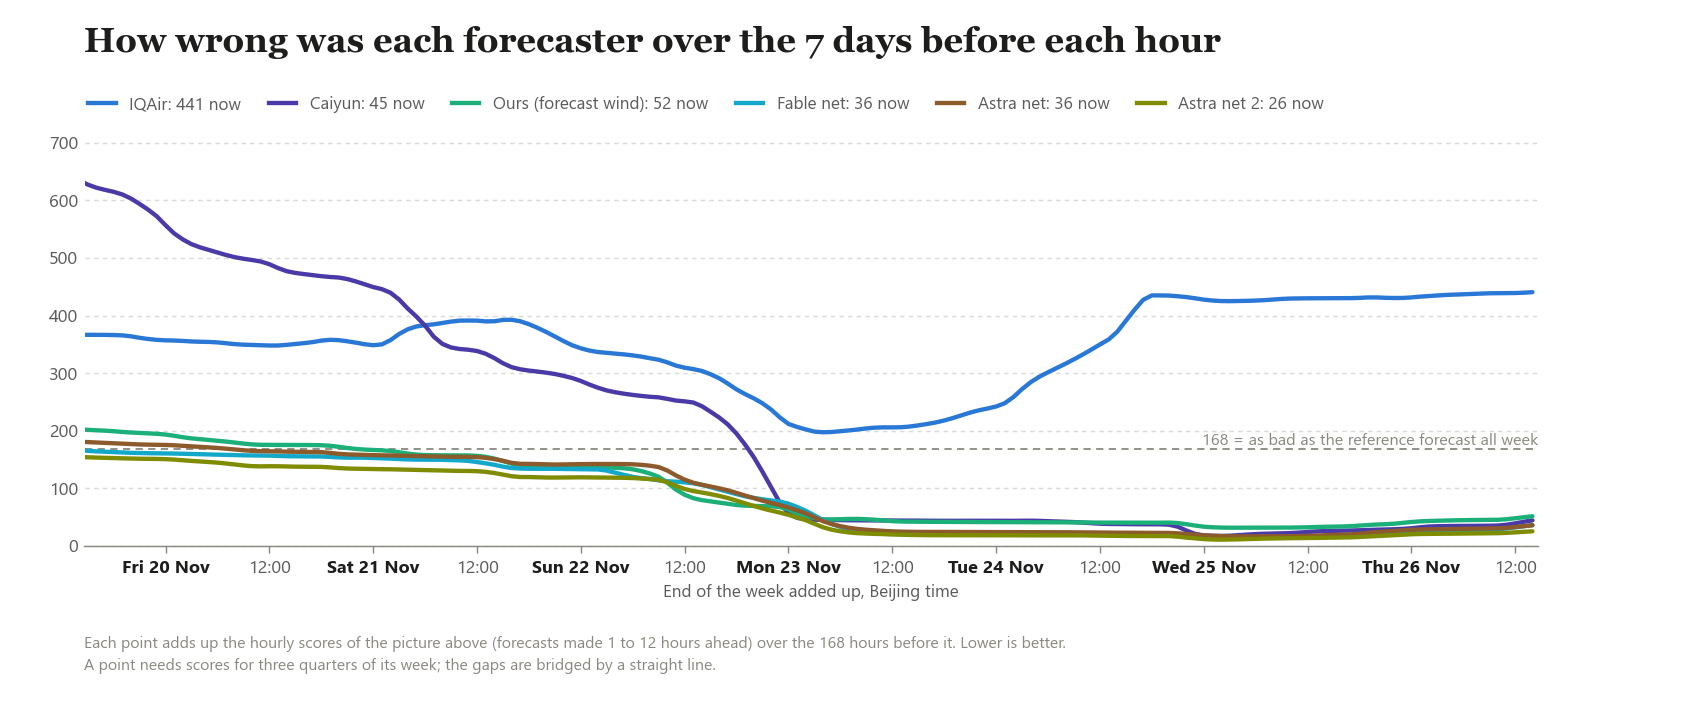 How wrong was each forecaster over the 7 days before each hour
IQAir: 441 now
Caiyun: 45 now
Ours (forecast wind): 52 now
Fable net: 36 now
Astra net: 36 now
Astra net 2: 26 now
700
600
500
400
300
200
168 = as bad as the reference forecast all week
100
0
Fri 20 Nov
12:00
Sat 21 Nov
12:00
Sun 22 Nov
12:00
Mon 23 Nov
12:00
Tue 24 Nov
12:00
Wed 25 Nov
12:00
Thu 26 Nov
12:00
End of the week added up, Beijing time
Each point adds up the hourly scores of the picture above (forecasts made 1 to 12 hours ahead) over the 168 hours before it. Lower is better.
A point needs scores for three quarters of its week; the gaps are bridged by a straight line.